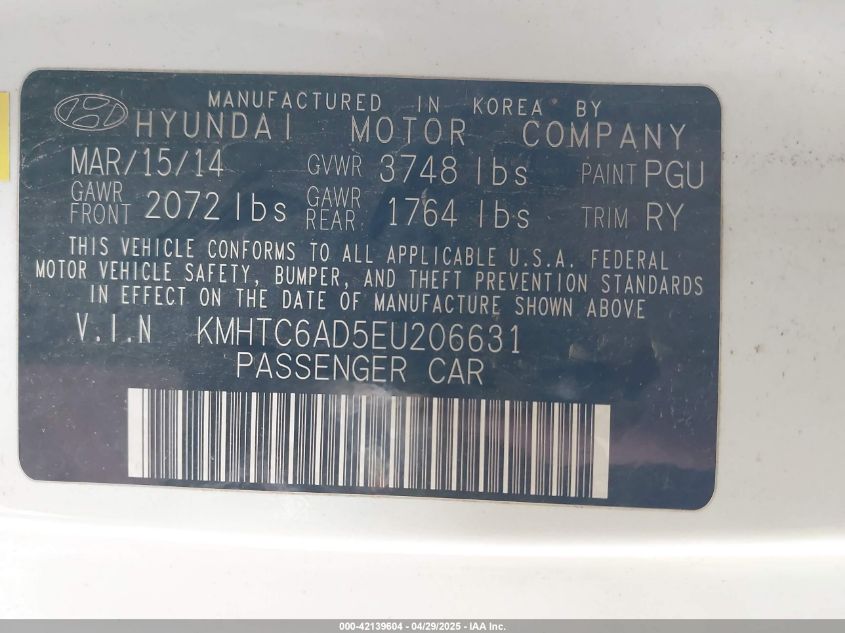 MANUFACTURED IN KOREA BY
HYUNDAI MOTOR COMPANY
MAR/15/14 GVWR 3748 lbs PAINT PGU
GAWR FRONT 2072 lbs GAWR REAR 1764 lbs TRIM RY
THIS VEHICLE CONFORMS TO ALL APPLICABLE U.S.A. FEDERAL
MOTOR VEHICLE SAFETY, BUMPER, AND THEFT PREVENTION STANDARDS
IN EFFECT ON THE DATE OF MANUFACTURE SHOWN ABOVE
V.I.N KMHTC6AD5EU206631
PASSENGER CAR
000-42139604 - 04/29/2025 - IAA Inc.